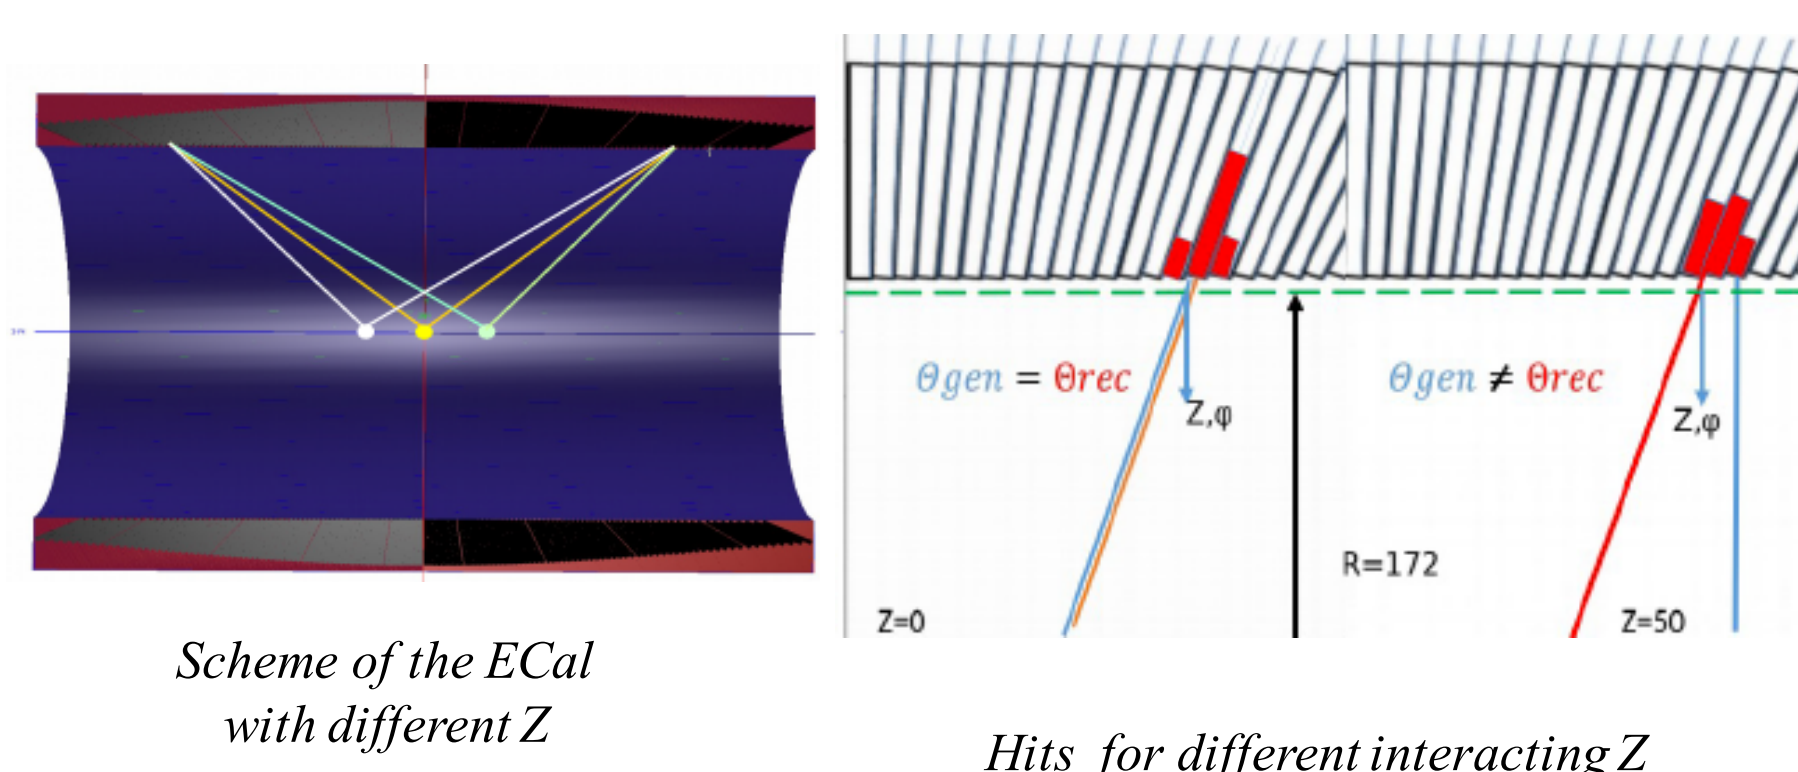 Θgen = Θrec
Z,φ
R=172
Z=0
Θgen ≠ Θrec
Z,φ
Z=50
Scheme of the ECal
with different Z
Hits for different interacting Z